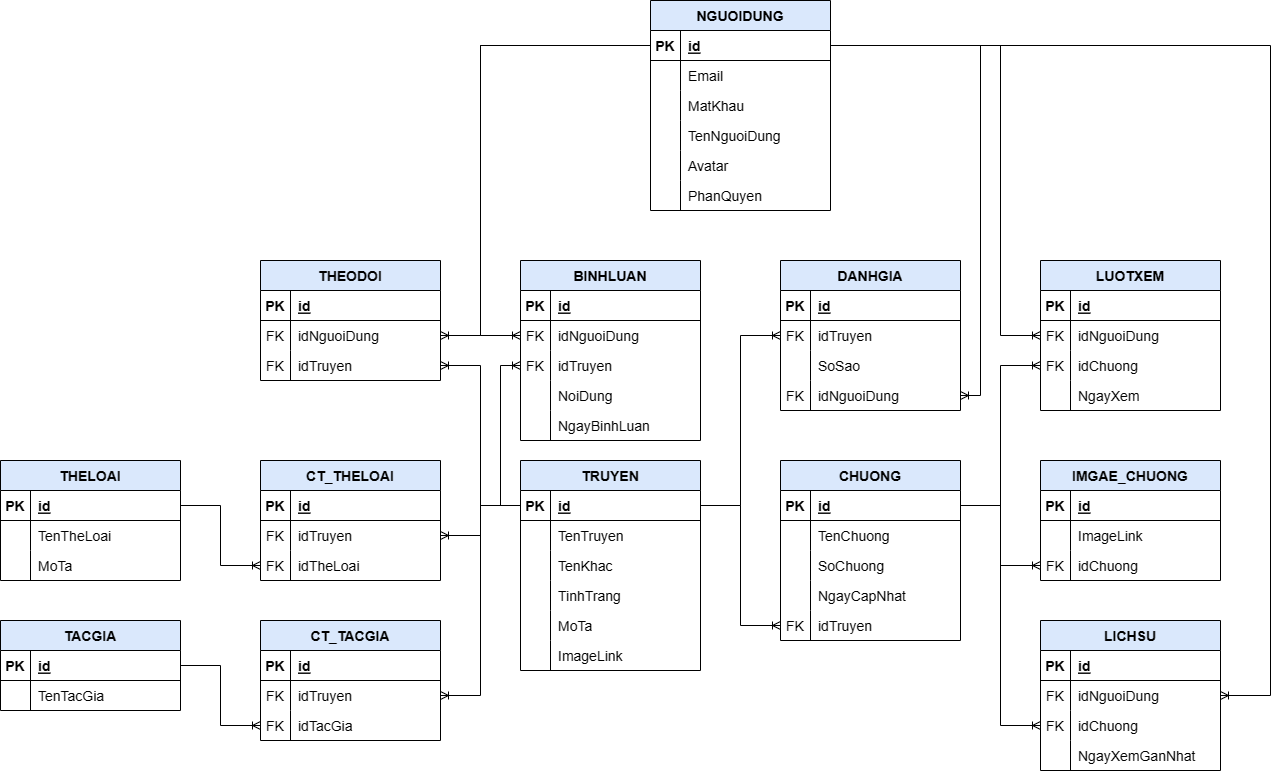 NGUOIDUNG
PK id
Email
MatKhau
TenNguoiDung
Avatar
PhanQuyen
THEODOI
PK id
FK idNguoiDung
FK idTruyen
BINHLUAN
PK id
FK idNguoiDung
FK idTruyen
NoiDung
NgayBinhLuan
DANHGIA
PK id
FK idTruyen
SoSao
FK idNguoiDung
LUOTXEM
PK id
FK idNguoiDung
FK idChuong
NgayXem
THELOAI
PK id
TenTheLoai
MoTa
CT_THELOAI
PK id
FK idTruyen
FK idTheLoai
TRUYEN
PK id
TenTruyen
TenKhac
TinhTrang
MoTa
ImageLink
CHUONG
PK id
TenChuong
SoChuong
NgayCapNhat
FK idTruyen
IMGAE_CHUONG
PK id
ImageLink
FK idChuong
TACGIA
PK id
TenTacGia
CT_TACGIA
PK id
FK idTruyen
FK idTacGia
LICHSU
PK id
FK idNguoiDung
FK idChuong
NgayXemGanNhat